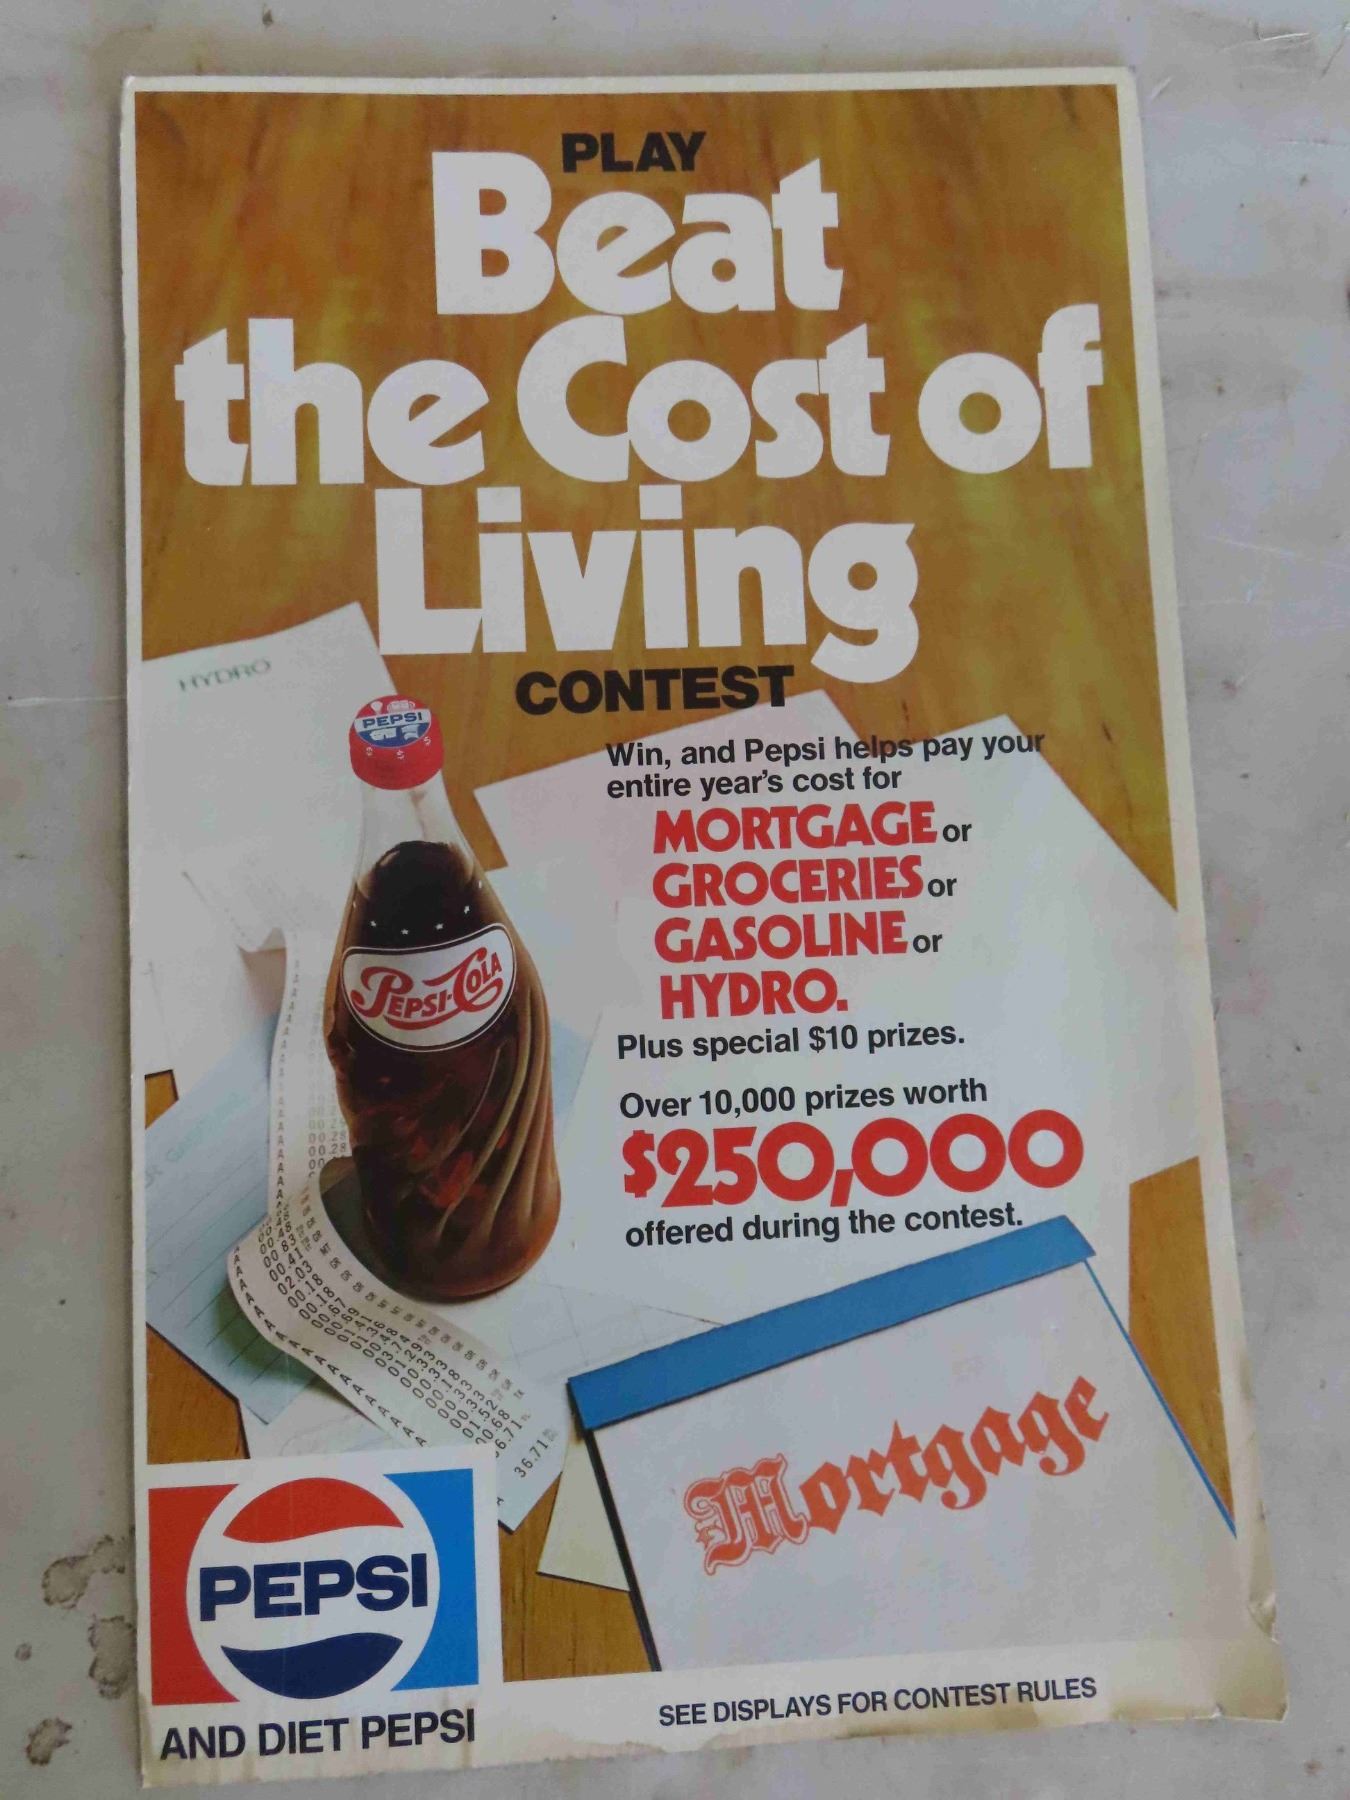 PLAY
Beat
the Cost of
Living
CONTEST
HYDRO
PEPSI
Win, and Pepsi helps pay your
entire year's cost for
MORTGAGE or
GROCERIES or
GASOLINE or
HYDRO.
Plus special $10 prizes.
Over 10,000 prizes worth
$250,000
offered during the contest.
PEPSI-COLA
36.71
Mortgage
PEPSI
AND DIET PEPSI
SEE DISPLAYS FOR CONTEST RULES